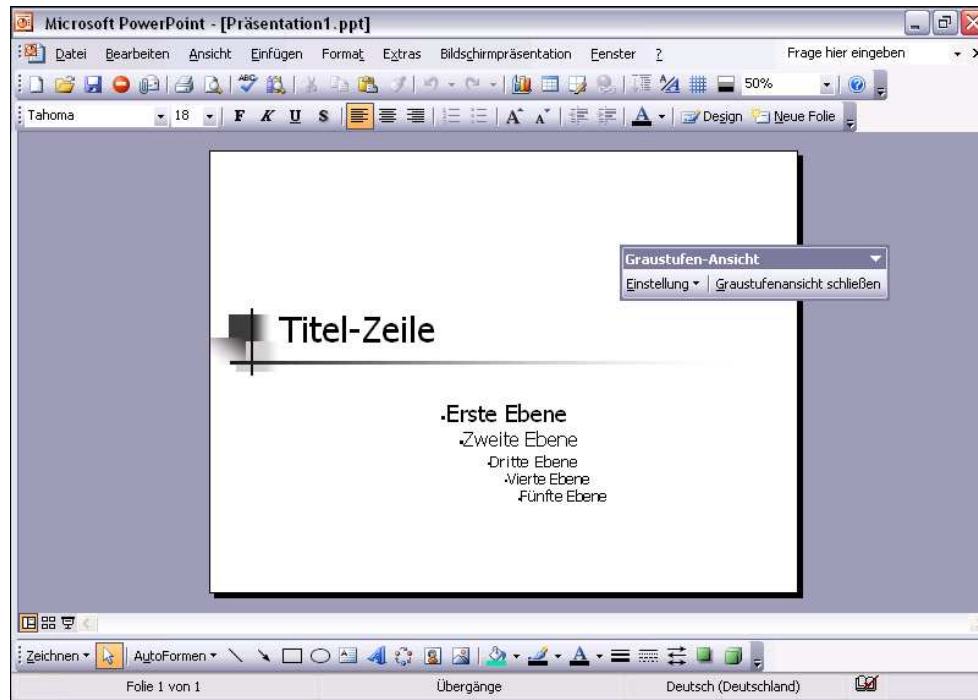 Microsoft PowerPoint - [Präsentation1.ppt]
Datei Bearbeiten Ansicht Einfügen Format Extras Bildschirmpräsentation Fenster ? Frage hier eingeben
ABC 50%
Tahoma 18 F K U S A A A Design Neue Folie
Graustufen-Ansicht
Einstellung Graustufenansicht schließen
Titel-Zeile
Erste Ebene
Zweite Ebene
Dritte Ebene
Vierte Ebene
Fünfte Ebene
Zeichnen AutoFormen A A
Folie 1 von 1 Übergänge Deutsch (Deutschland)